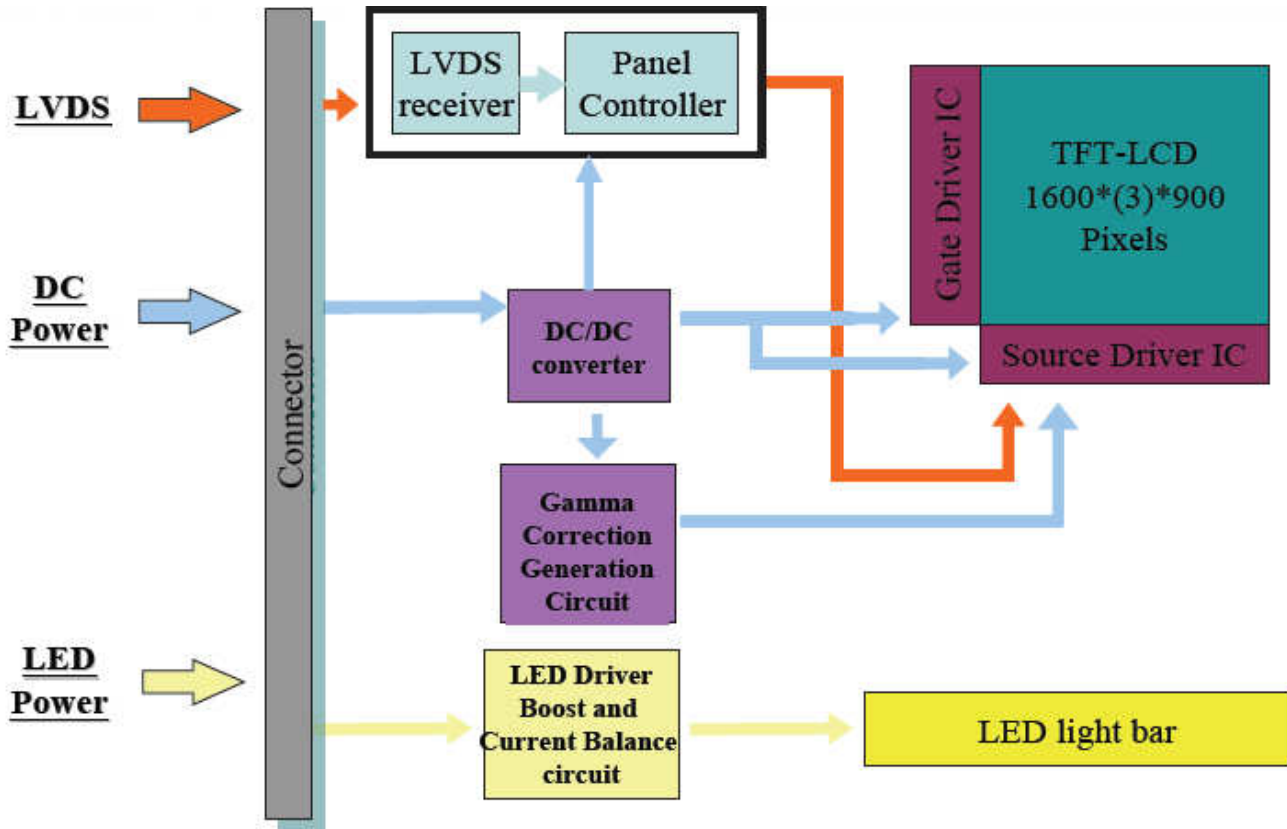 LVDS
DC
Power
LED
Power
Connector
LVDS
receiver
Panel
Controller
DC/DC
converter
Gamma
Correction
Generation
Circuit
LED Driver
Boost and
Current Balance
circuit
Gate Driver IC
TFT-LCD
1600*(3)*900
Pixels
Source Driver IC
LED light bar